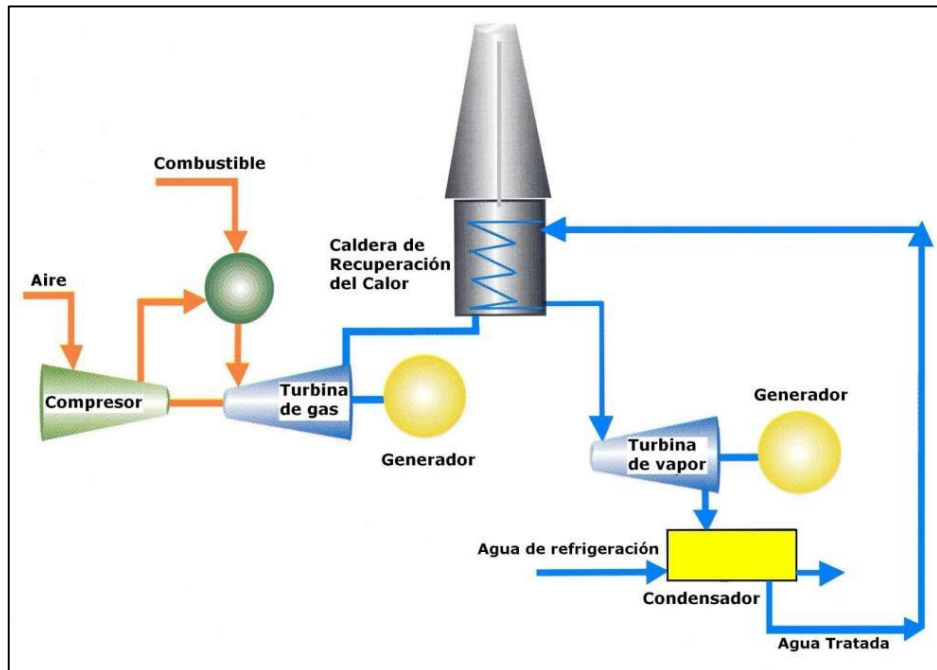 Combustible
Aire
Caldera de
Recuperación
del Calor
Compresor
Turbina
de gas
Generador
Generador
Turbina
de vapor
Agua de refrigeración
Condensador
Agua Tratada